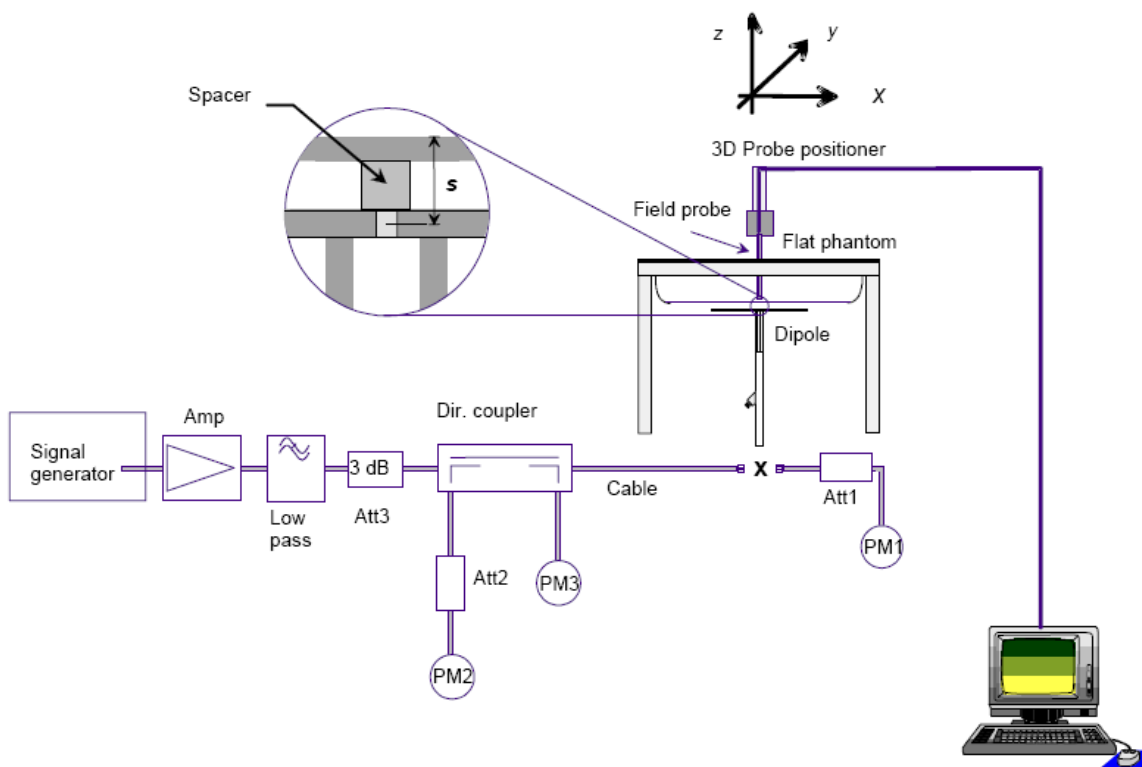 z
y
X
Spacer
s
3D Probe positioner
Field probe
Flat phantom
Dipole
Dir. coupler
Amp
Signal
generator
3 dB
Cable
X
Att1
Low
pass
Att3
Att2
PM3
PM1
PM2